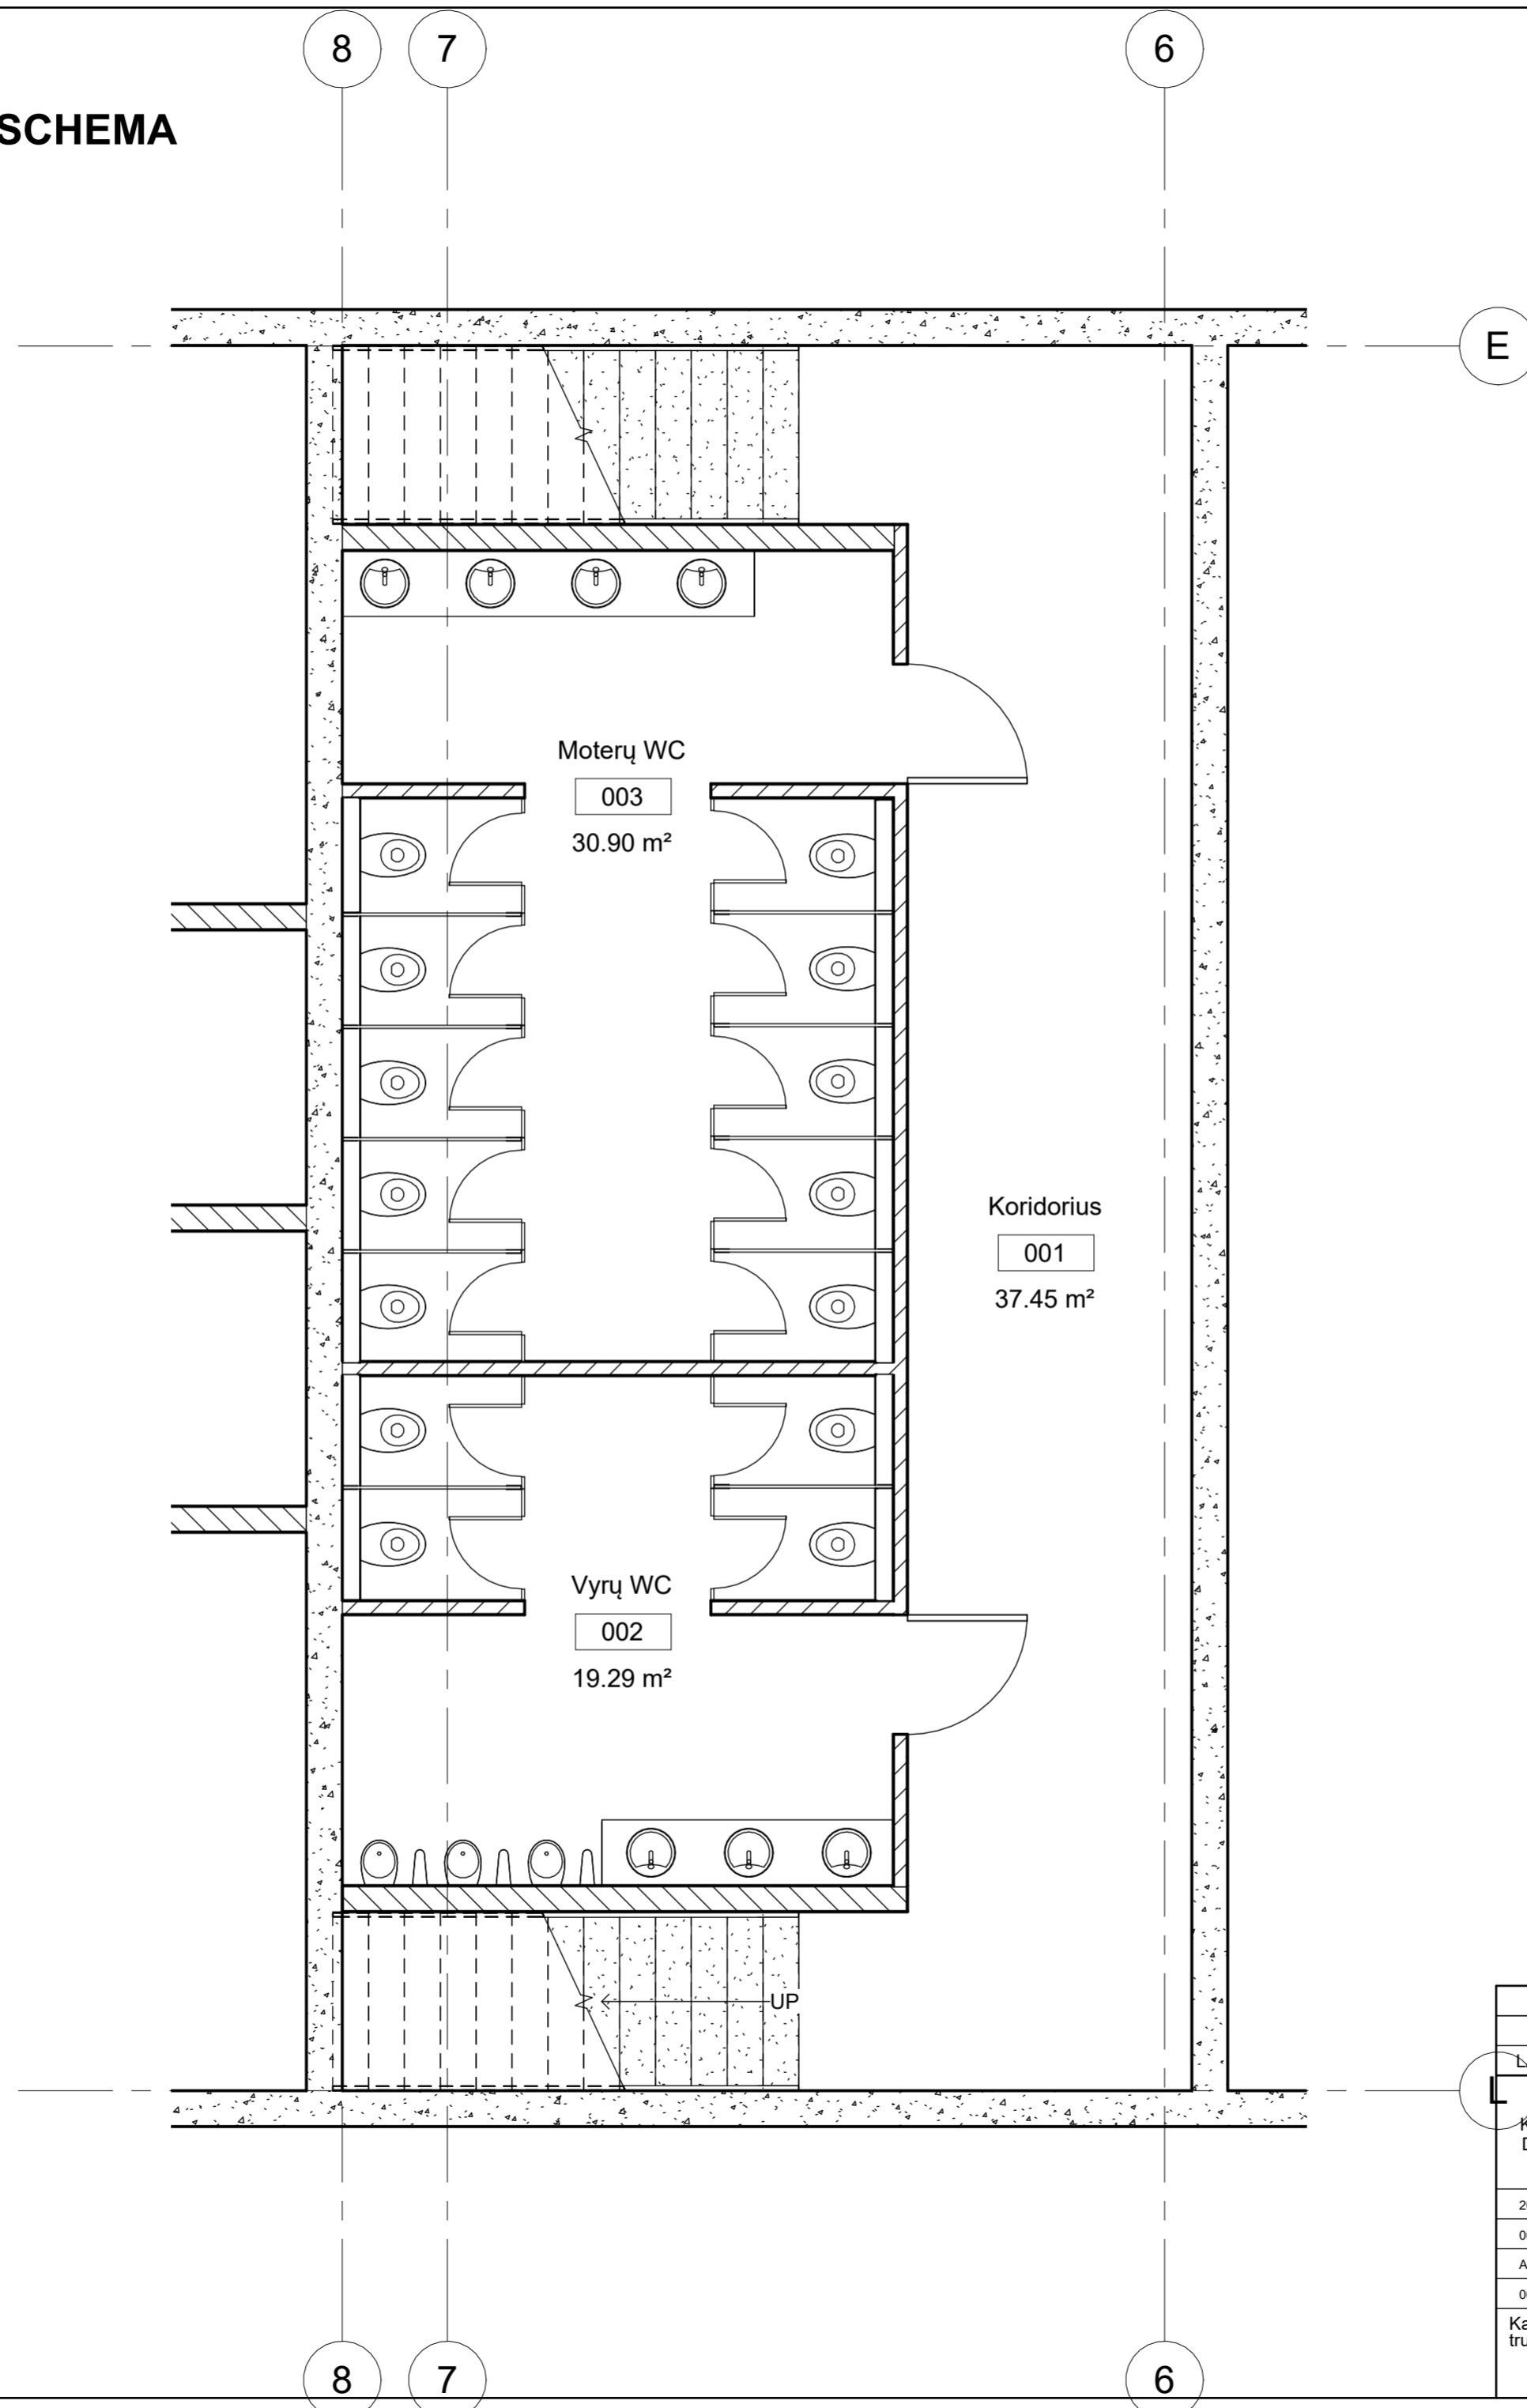 8 7 6
SCHEMA
E
Moterų WC
003
30.90 m²
Koridorius
001
37.45 m²
Vyrų WC
002
19.29 m²
UP
L
8 7 6